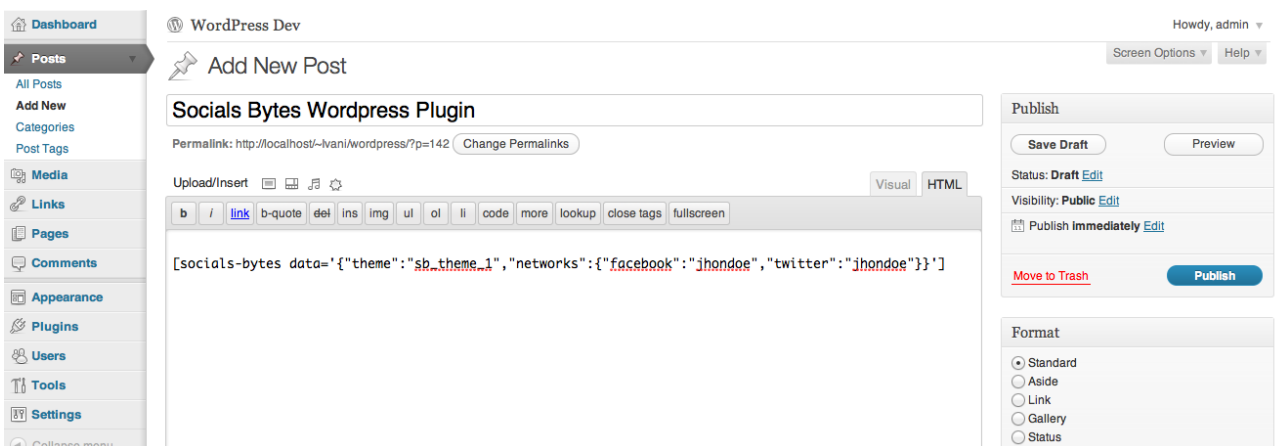 Dashboard
WordPress Dev
Howdy, admin
Screen Options
Help
Posts
All Posts
Add New
Categories
Post Tags
Media
Links
Pages
Comments
Appearance
Plugins
Users
Tools
Settings
Collapse menu
Add New Post
Socials Bytes Wordpress Plugin
Permalink: http://localhost/~Ivani/wordpress/?p=142 Change Permalinks
Upload/Insert
Visual HTML
b i link b-quote del ins img ul ol li code more lookup close tags fullscreen
[socials-bytes data='{"theme":"sb_theme_1","networks":{"facebook":"jhondoe","twitter":"jhondoe"}}']
Publish
Save Draft Preview
Status: Draft Edit
Visibility: Public Edit
Publish immediately Edit
Move to Trash Publish
Format
Standard
Aside
Link
Gallery
Status